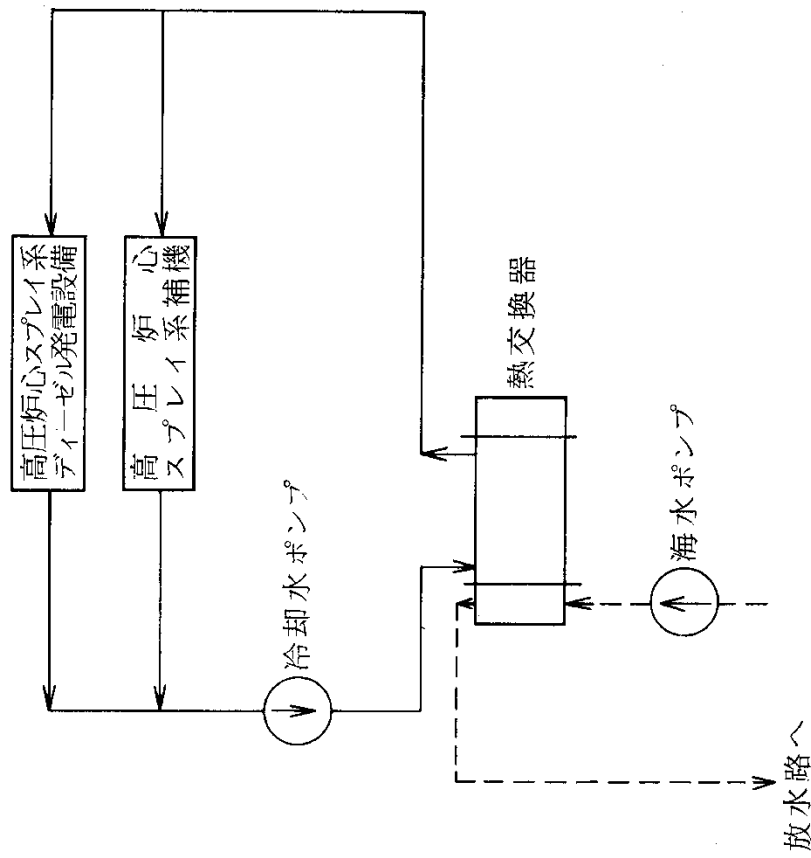 高圧炉心スプレイ系
ディーゼル発電設備
高圧炉心
スプレイ系補機
冷却水ポンプ
熱交換器
海水ポンプ
放水路へ